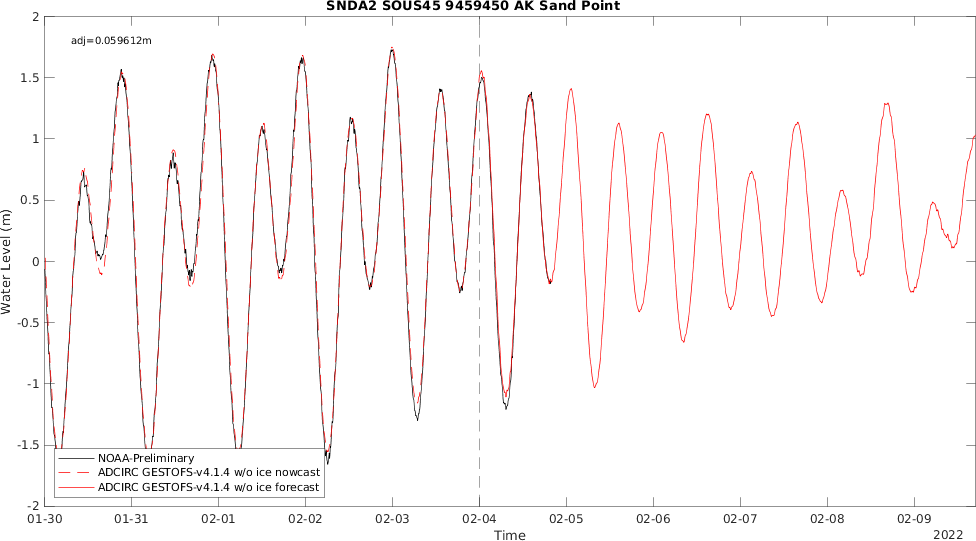 SNDA2 SOUS45 9459450 AK Sand Point
adj=0.059612m
2
1.5
1
0.5
0
-0.5
-1
-1.5
-2
Water Level (m)
NOAA-Preliminary
ADCIRC GESTOFS-v4.1.4 w/o ice nowcast
ADCIRC GESTOFS-v4.1.4 w/o ice forecast
01-30 01-31 02-01 02-02 02-03 02-04 02-05 02-06 02-07 02-08 02-09
Time
2022